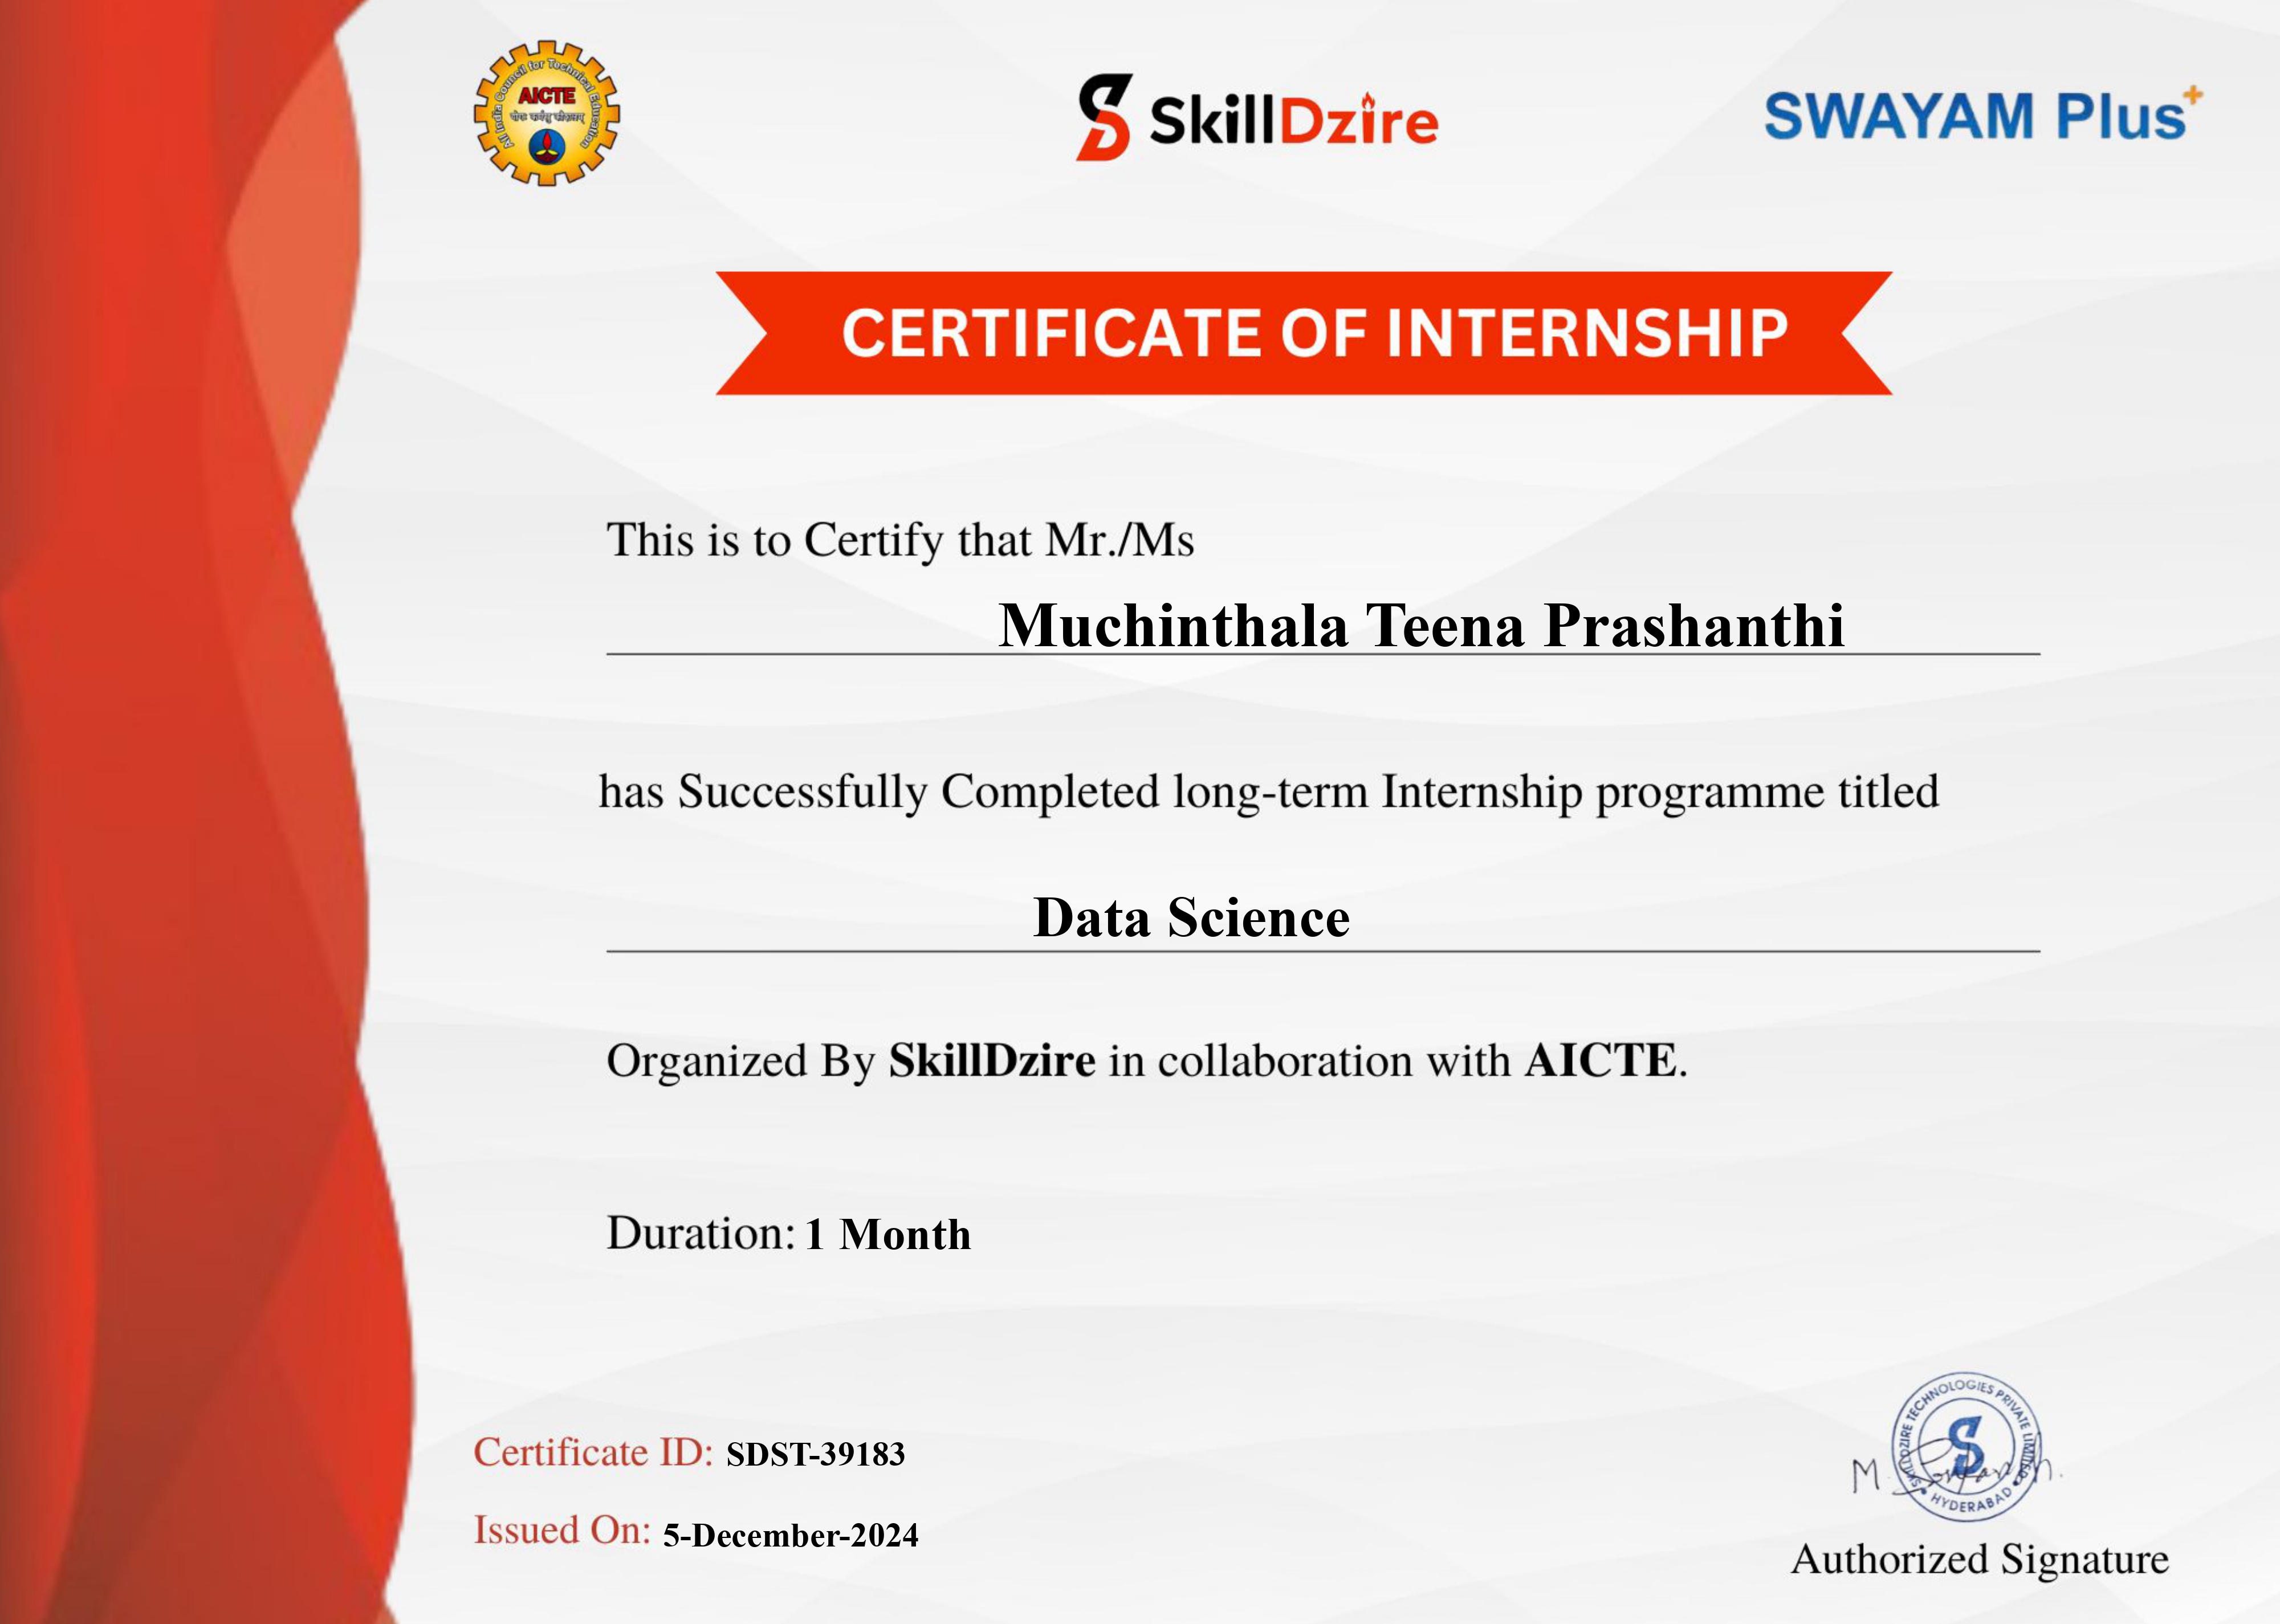 All India Council for Technical Education
AICTE
योगः कर्मसु कौशलम्
SkillDzire
SWAYAM Plus+
CERTIFICATE OF INTERNSHIP
This is to Certify that Mr./Ms
Muchinthala Teena Prashanthi
has Successfully Completed long-term Internship programme titled
Data Science
Organized By SkillDzire in collaboration with AICTE.
Duration: 1 Month
Certificate ID: SDST-39183
Issued On: 5-December-2024
SKILLDZIRE TECHNOLOGIES PRIVATE LIMITED
HYDERABAD
M.
Authorized Signature